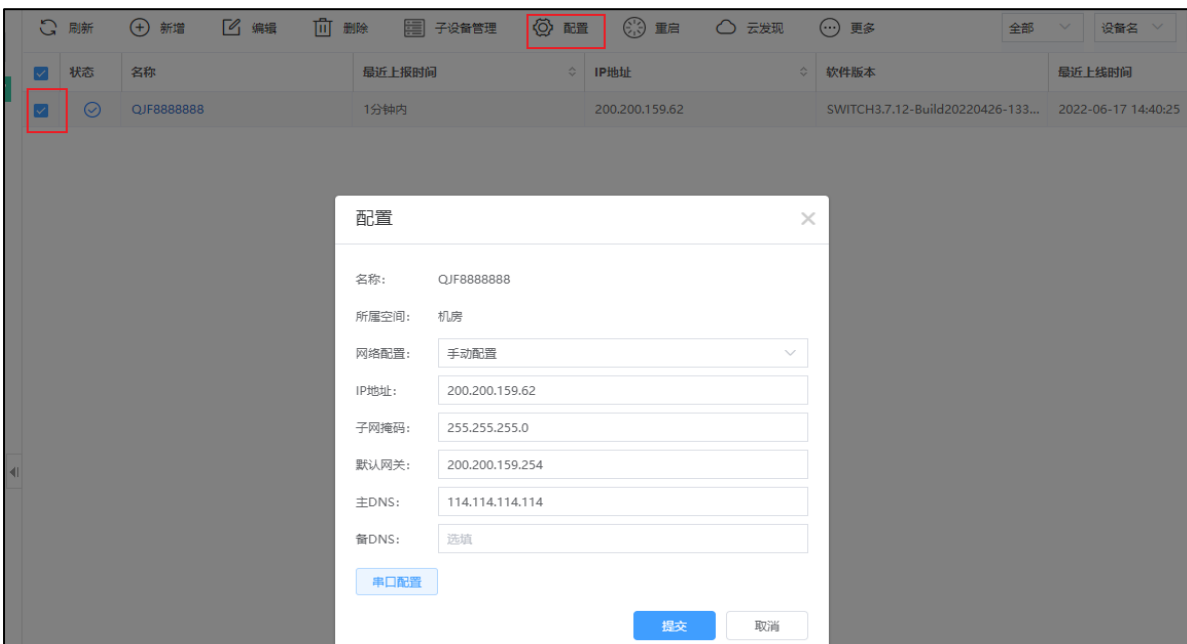 刷新 新增 编辑 删除 子设备管理 配置 重启 云发现 更多 全部 设备名
状态 名称 最近上报时间 IP地址 软件版本 最近上线时间
QJF8888888 1分钟内 200.200.159.62 SWITCH3.7.12-Build20220426-133... 2022-06-17 14:40:25
配置
名称: QJF8888888
所属空间: 机房
网络配置: 手动配置
IP地址: 200.200.159.62
子网掩码: 255.255.255.0
默认网关: 200.200.159.254
主DNS: 114.114.114.114
备DNS: 选填
串口配置
提交 取消